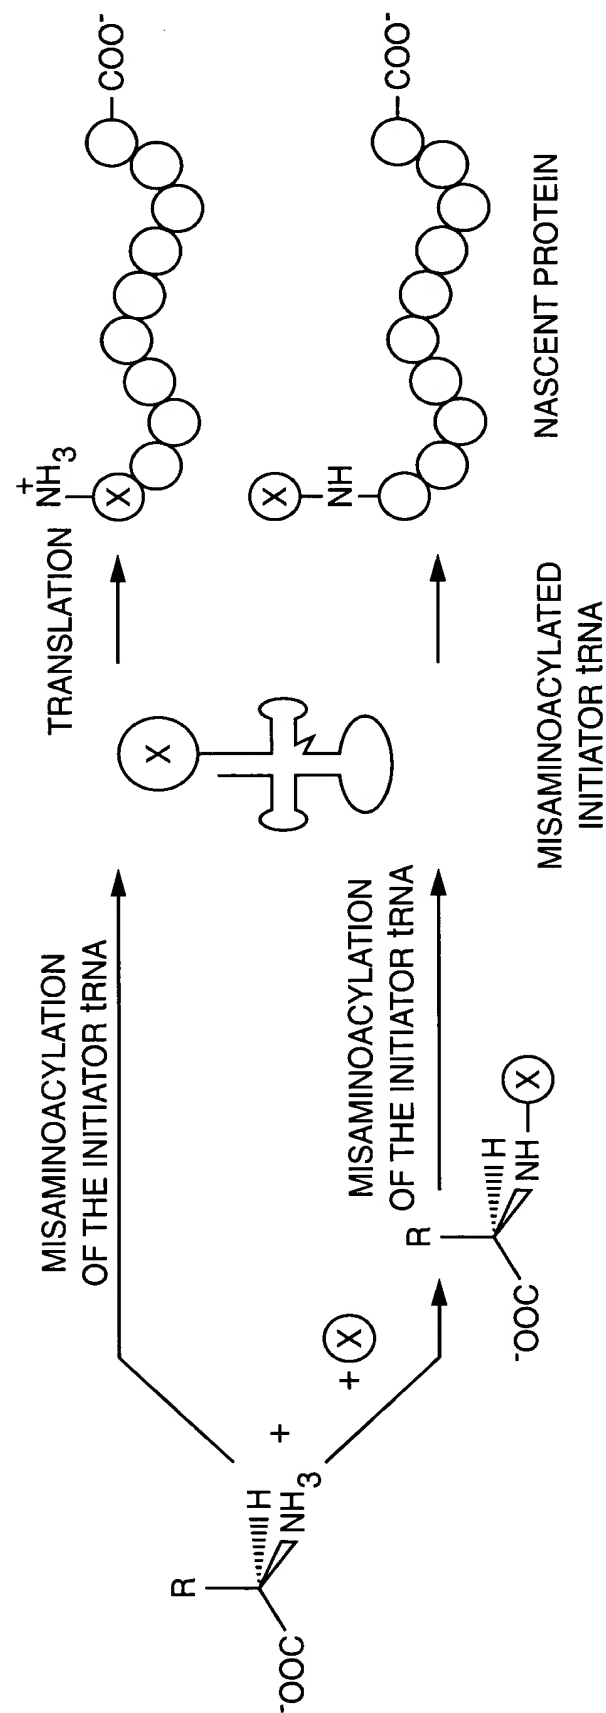 R
H
NH3
+
-OOC
MISAMINOACYLATION
OF THE INITIATOR tRNA
+ X
R
H
NH X
-OOC
MISAMINOACYLATION
OF THE INITIATOR tRNA
X
MISAMINOACYLATED
INITIATOR tRNA
TRANSLATION
+
NH3
X
COO-
X
NH
COO-
NASCENT PROTEIN